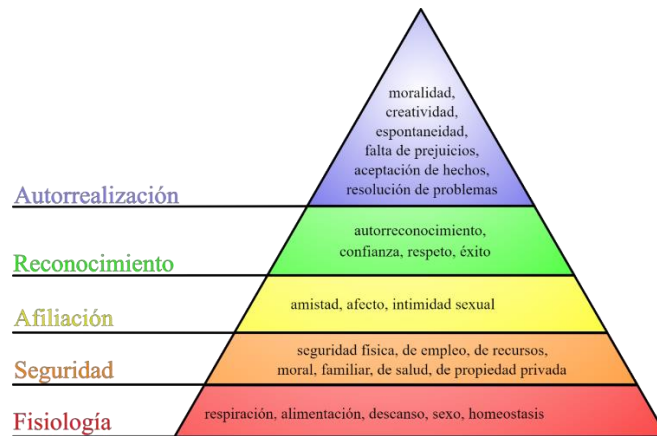 moralidad,
creatividad,
espontaneidad,
falta de prejuicios,
aceptación de hechos,
resolución de problemas
Autorrealización
autorreconocimiento,
confianza, respeto, éxito
Reconocimiento
amistad, afecto, intimidad sexual
Afiliación
seguridad física, de empleo, de recursos,
moral, familiar, de salud, de propiedad privada
Seguridad
respiración, alimentación, descanso, sexo, homeostasis
Fisiología